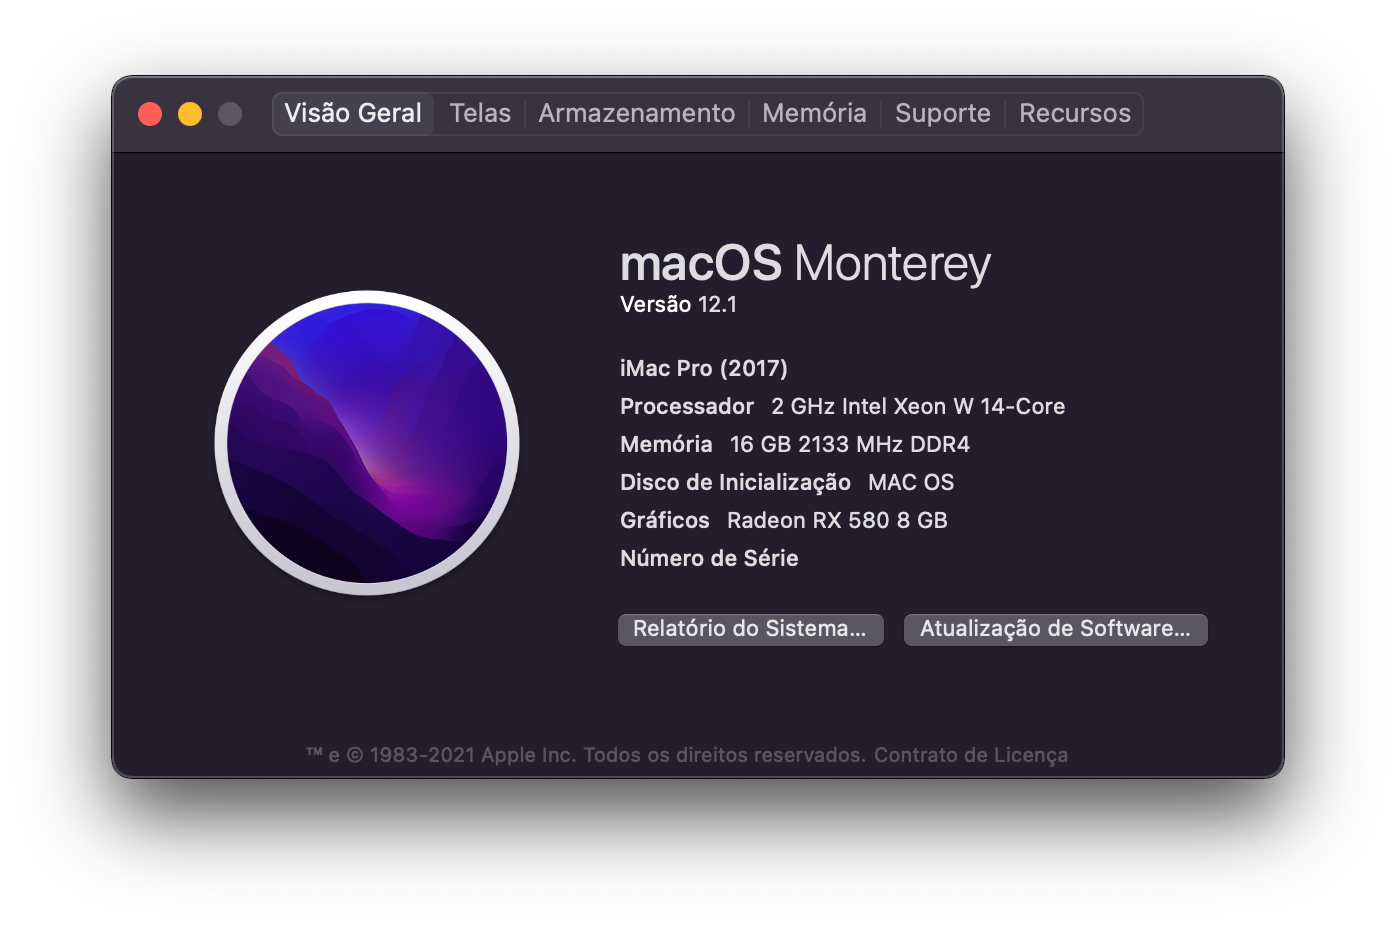 Visão Geral Telas Armazenamento Memória Suporte Recursos
macOS Monterey
Versão 12.1
iMac Pro (2017)
Processador 2 GHz Intel Xeon W 14-Core
Memória 16 GB 2133 MHz DDR4
Disco de Inicialização MAC OS
Gráficos Radeon RX 580 8 GB
Número de Série
Relatório do Sistema... Atualização de Software...
™ e © 1983-2021 Apple Inc. Todos os direitos reservados. Contrato de Licença